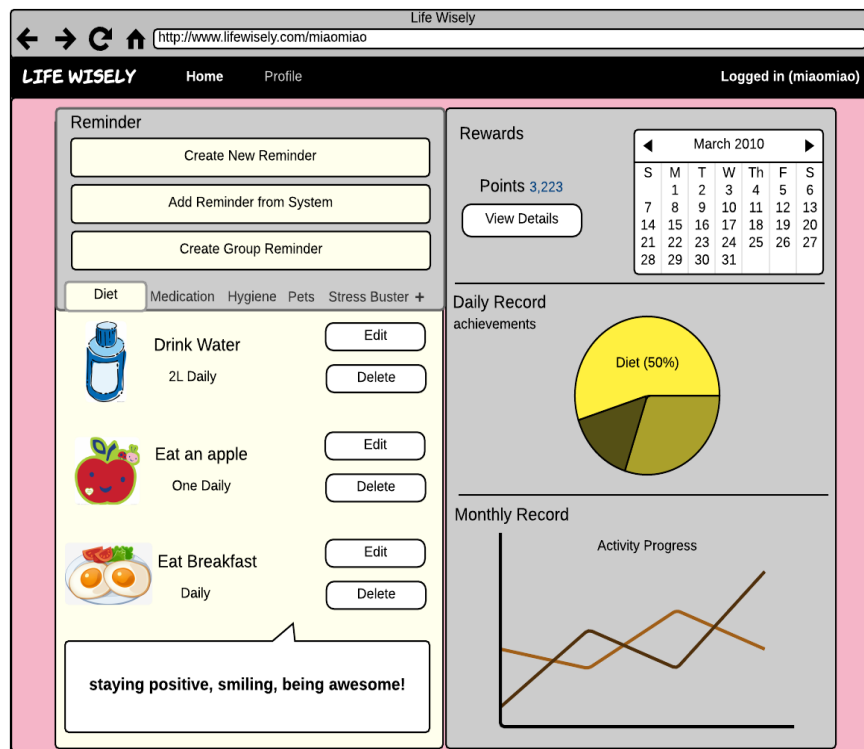 Life Wisely
http://www.lifewisely.com/miaomiao
LIFE WISELY Home Profile Logged in (miaomiao)
Reminder
Create New Reminder
Add Reminder from System
Create Group Reminder
Diet Medication Hygiene Pets Stress Buster +
Drink Water
2L Daily
Edit
Delete
Eat an apple
One Daily
Edit
Delete
Eat Breakfast
Daily
Edit
Delete
staying positive, smiling, being awesome!
Rewards
Points 3,223
View Details
March 2010
S M T W Th F S
1 2 3 4 5 6
7 8 9 10 11 12 13
14 15 16 17 18 19 20
21 22 23 24 25 26 27
28 29 30 31
Daily Record
achievements
Diet (50%)
Monthly Record
Activity Progress